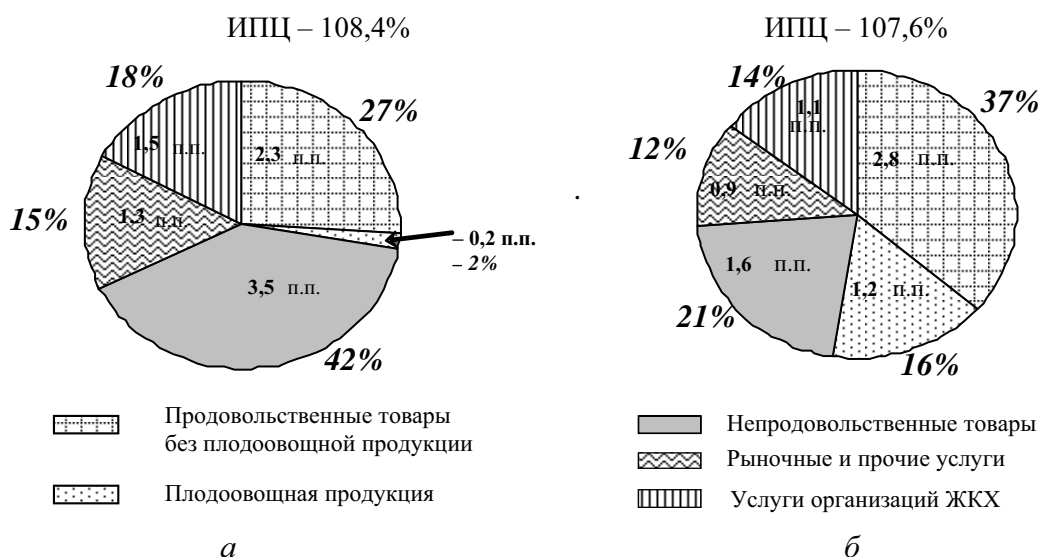 ИПЦ – 108,4%
18%
27%
1,5 п.п.
2,3 п.п.
15%
1,3 п.п
– 0,2 п.п.
– 2%
3,5 п.п.
42%
ИПЦ – 107,6%
14%
37%
1,1
п.п.
12%
2,8 п.п.
0,9 п.п.
1,6 п.п.
1,2 п.п.
21%
16%
Продовольственные товары
без плодоовощной продукции
Плодоовощная продукция
Непродовольственные товары
Рыночные и прочие услуги
Услуги организаций ЖКХ
а
б